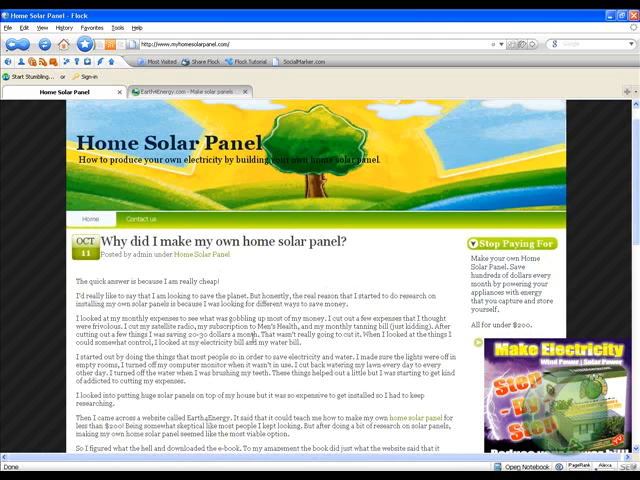 Home Solar Panel - Flock
File Edit View History Favorites Tools Help
http://www.myhomesolarpanel.com/
Google
Most Visited Share Flock Flock Tutorial SocialMarker.com
Start Stumbling... or Sign-in
Home Solar Panel
Earth4Energy.com - Make solar panels ...
Home Solar Panel
How to produce your own electricity by building your own home solar panel.
Home Contact us
OCT
11
Why did I make my own home solar panel?
Posted by admin under Home Solar Panel
The quick answer is because I am really cheap!
I'd really like to say that I am looking to save the planet. But honestly, the real reason that I started to do research on
installing my own solar panels is because I was looking for different ways to save money.
I looked at my monthly expenses to see what was gobbling up most of my money. I cut out a few expenses that I thought
were frivolous. I cut my satellite radio, my subscription to Men's Health, and my monthly tanning bill (just kidding). After
cutting out a few things I was saving 20-30 dollars a month. That wasn't really going to cut it. When I looked at the things I
could somewhat control, I looked at my electricity bill and my water bill.
I started out by doing the things that most people so in order to save electricity and water. I made sure the lights were off in
empty rooms, I turned off my computer monitor when it wasn't in use. I cut back watering my lawn every day to every
other day. I turned off the water when I was brushing my teeth. These things helped out a little but I was starting to get kind
of addicted to cutting my expenses.
I looked into putting huge solar panels on top of my house but it was so expensive to get installed so I had to keep
researching.
Then I came across a website called Earth4Energy. It said that it could teach me how to make my own home solar panel for
less than $200! Being somewhat skeptical like most people I kept looking. But after doing a bit of research on solar panels,
making my own home solar panel seemed like the most viable option.
So I figured what the hell and downloaded the e-book. To my amazement the book did just what the website said that it
Stop Paying For
Make your own Home
Solar Panel. Save
hundreds of dollars every
month by powering your
appliances with energy
that you capture and store
yourself.
All for under $200.
Make Electricity
Wind Power | Solar Power
Step
- By -
Step
Done
Open Notebook PageRank Alexa